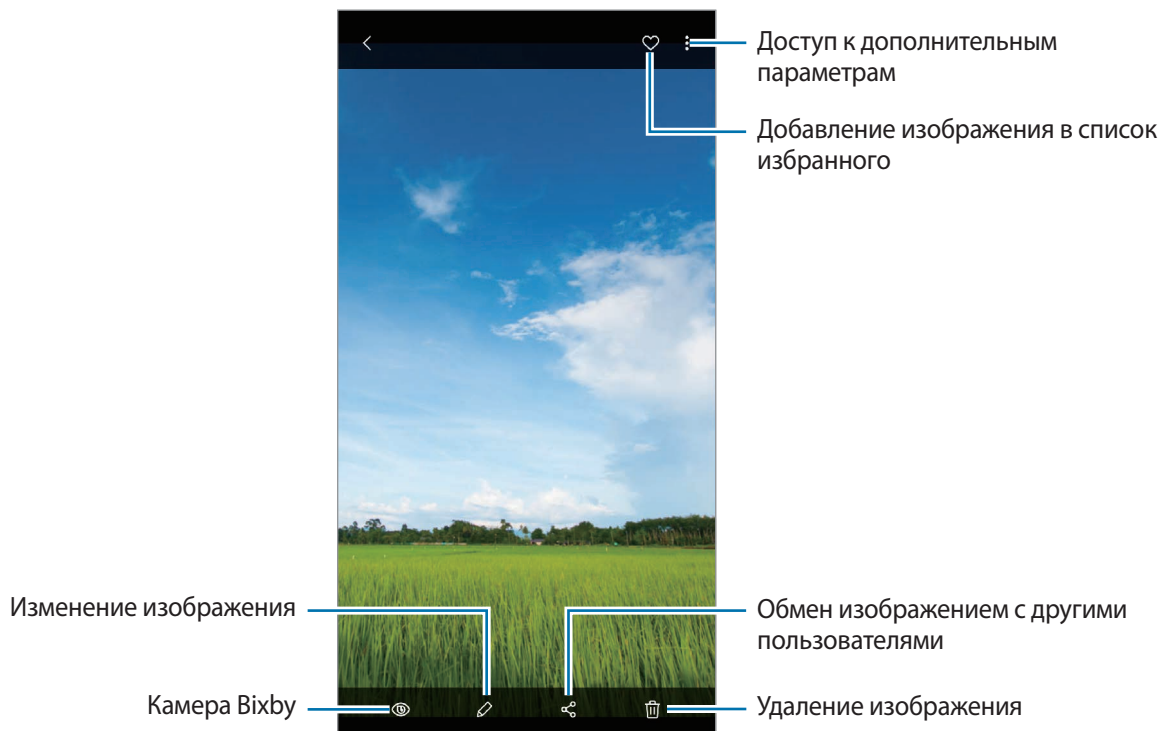 Доступ к дополнительным
параметрам
Добавление изображения в список
избранного
Изменение изображения
Обмен изображением с другими
пользователями
Камера Bixby
Удаление изображения